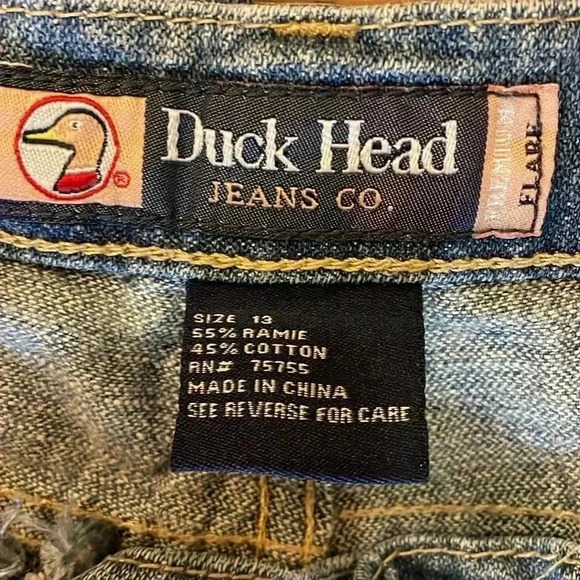 Duck Head
JEANS CO.
®
FLARE
SIZE 13
55% RAMIE
45% COTTON
RN# 75755
MADE IN CHINA
SEE REVERSE FOR CARE